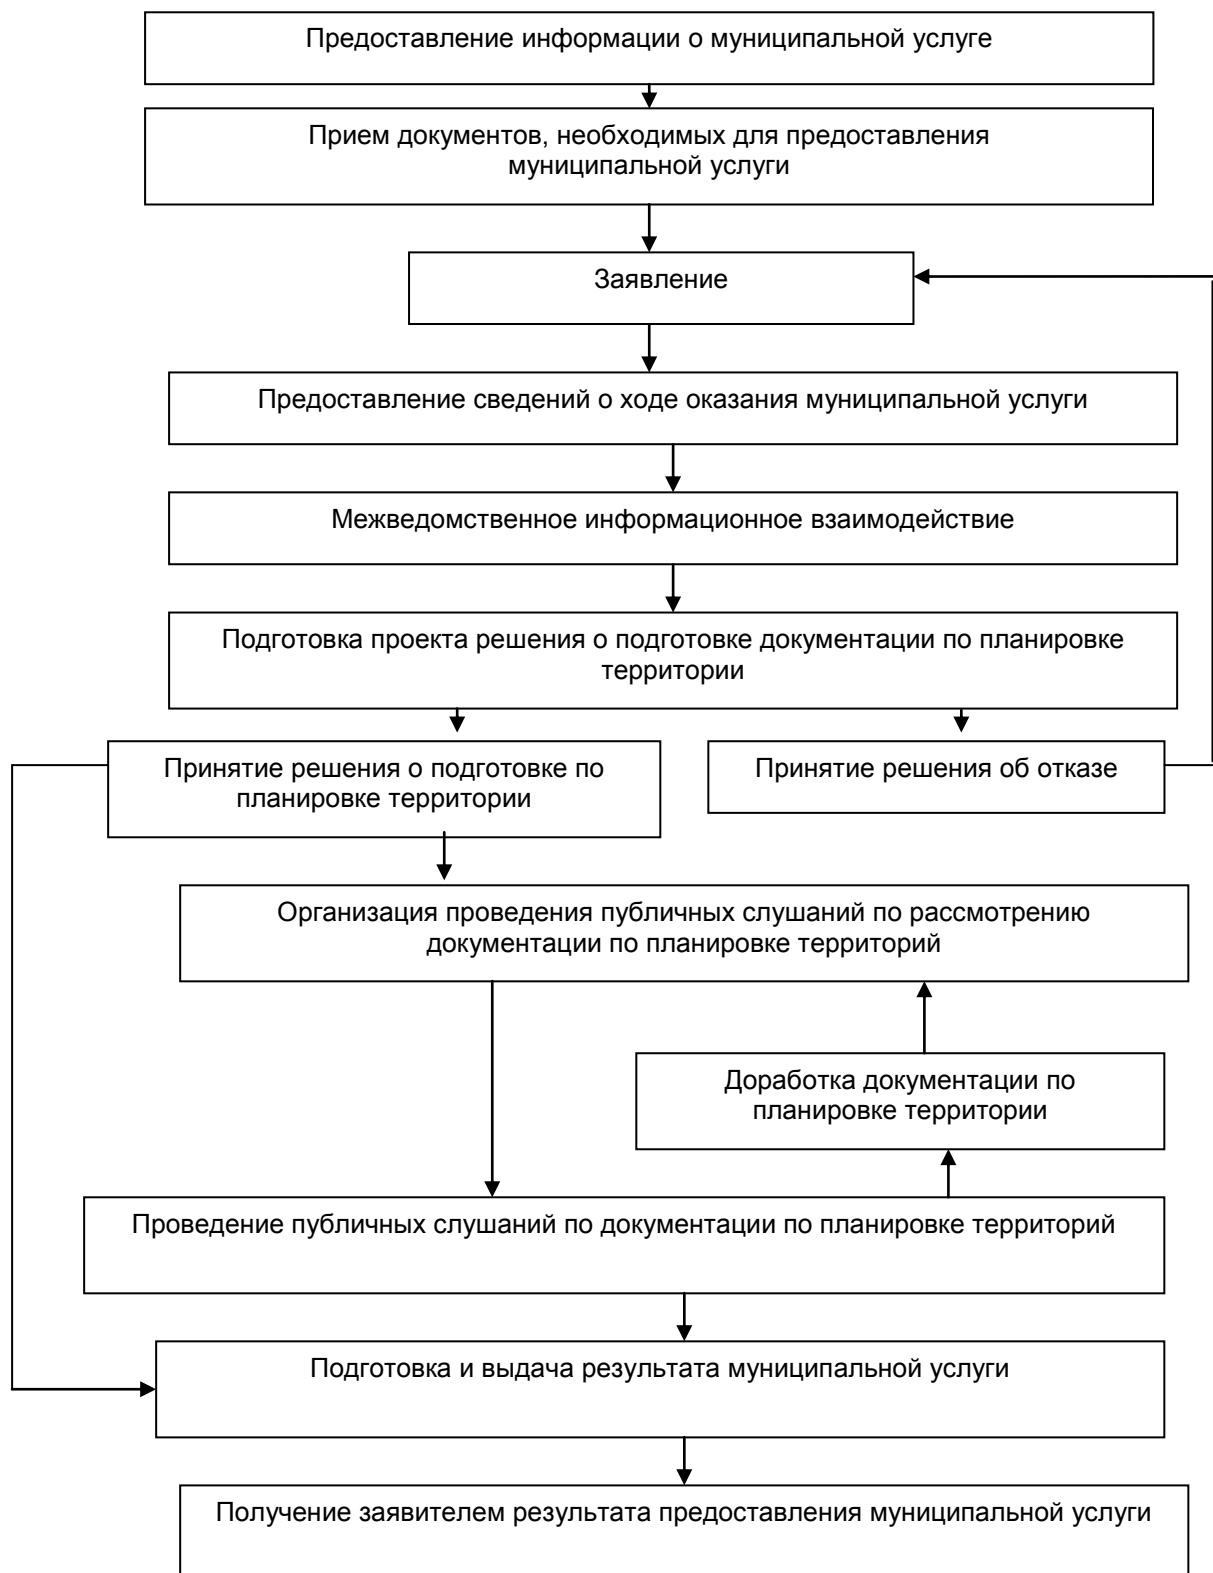 Предоставление информации о муниципальной услуге
Прием документов, необходимых для предоставления
муниципальной услуги
Заявление
Предоставление сведений о ходе оказания муниципальной услуги
Межведомственное информационное взаимодействие
Подготовка проекта решения о подготовке документации по планировке
территории
Принятие решения о подготовке по
планировке территории
Принятие решения об отказе
Организация проведения публичных слушаний по рассмотрению
документации по планировке территорий
Доработка документации по
планировке территории
Проведение публичных слушаний по документации по планировке территорий
Подготовка и выдача результата муниципальной услуги
Получение заявителем результата предоставления муниципальной услуги